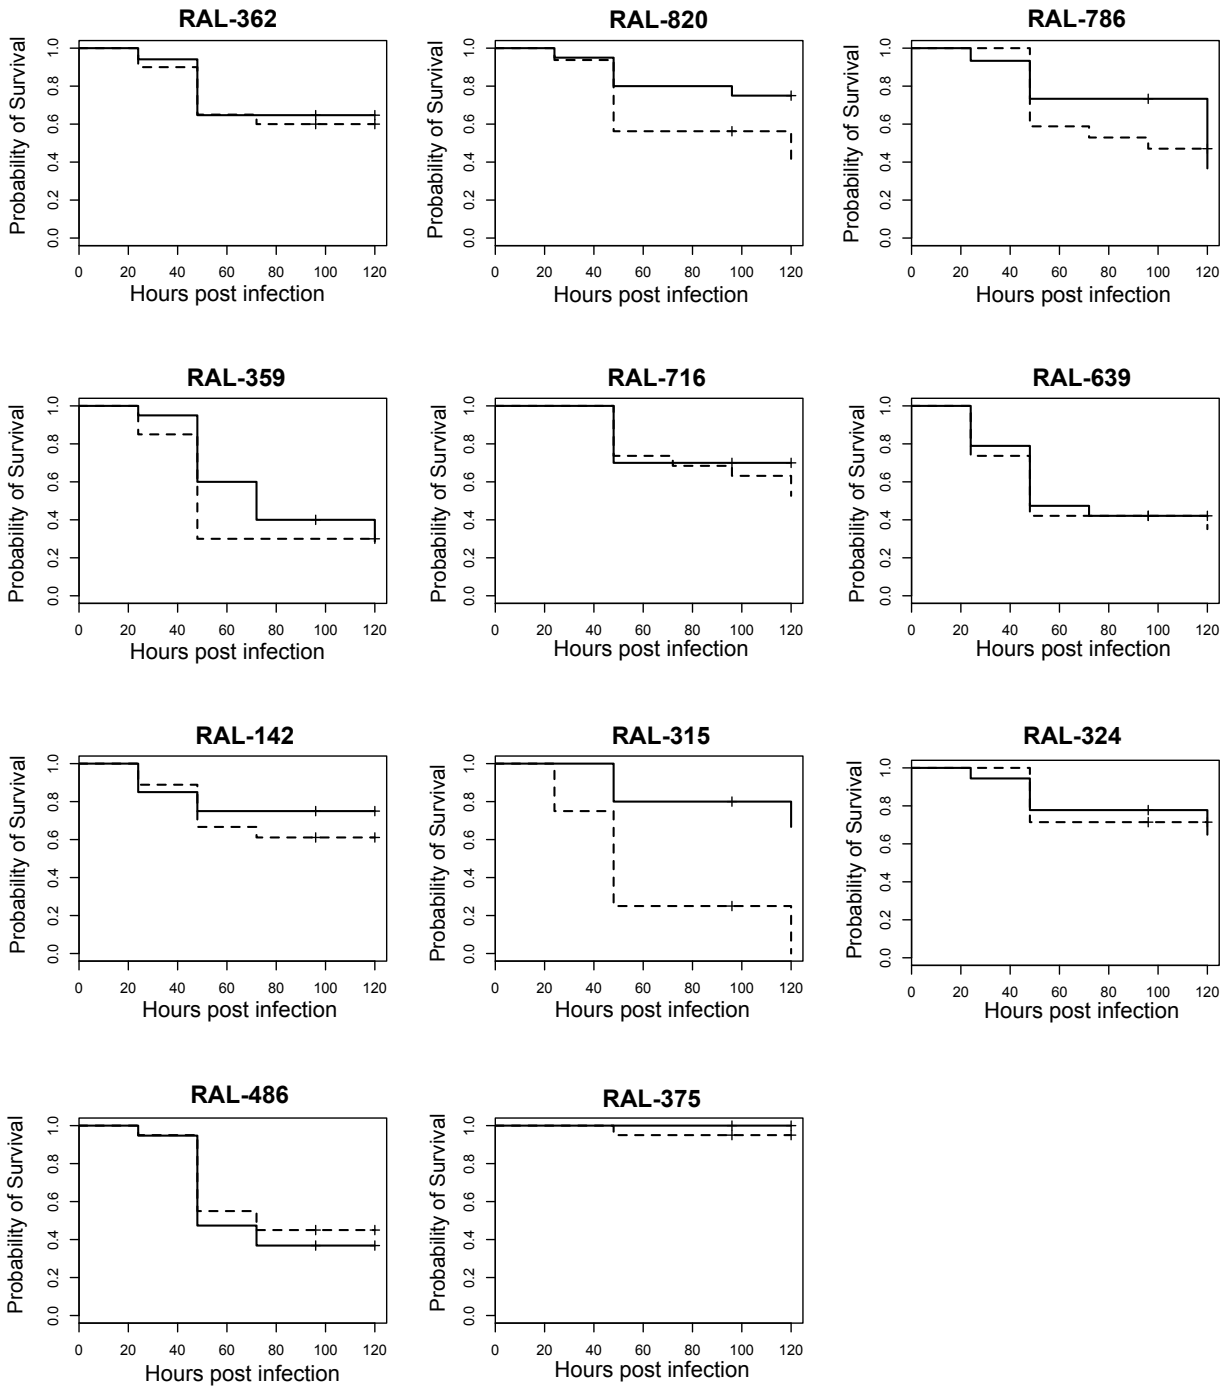 RAL-362
Probability of Survival
0.0 0.2 0.4 0.6 0.8 1.0
0 20 40 60 80 100 120
Hours post infection
RAL-820
Probability of Survival
0.0 0.2 0.4 0.6 0.8 1.0
0 20 40 60 80 100 120
Hours post infection
RAL-786
Probability of Survival
0.0 0.2 0.4 0.6 0.8 1.0
0 20 40 60 80 100 120
Hours post infection
RAL-359
Probability of Survival
0.0 0.2 0.4 0.6 0.8 1.0
0 20 40 60 80 100 120
Hours post infection
RAL-716
Probability of Survival
0.0 0.2 0.4 0.6 0.8 1.0
0 20 40 60 80 100 120
Hours post infection
RAL-639
Probability of Survival
0.0 0.2 0.4 0.6 0.8 1.0
0 20 40 60 80 100 120
Hours post infection
RAL-142
Probability of Survival
0.0 0.2 0.4 0.6 0.8 1.0
0 20 40 60 80 100 120
Hours post infection
RAL-315
Probability of Survival
0.0 0.2 0.4 0.6 0.8 1.0
0 20 40 60 80 100 120
Hours post infection
RAL-324
Probability of Survival
0.0 0.2 0.4 0.6 0.8 1.0
0 20 40 60 80 100 120
Hours post infection
RAL-486
Probability of Survival
0.0 0.2 0.4 0.6 0.8 1.0
0 20 40 60 80 100 120
Hours post infection
RAL-375
Probability of Survival
0.0 0.2 0.4 0.6 0.8 1.0
0 20 40 60 80 100 120
Hours post infection